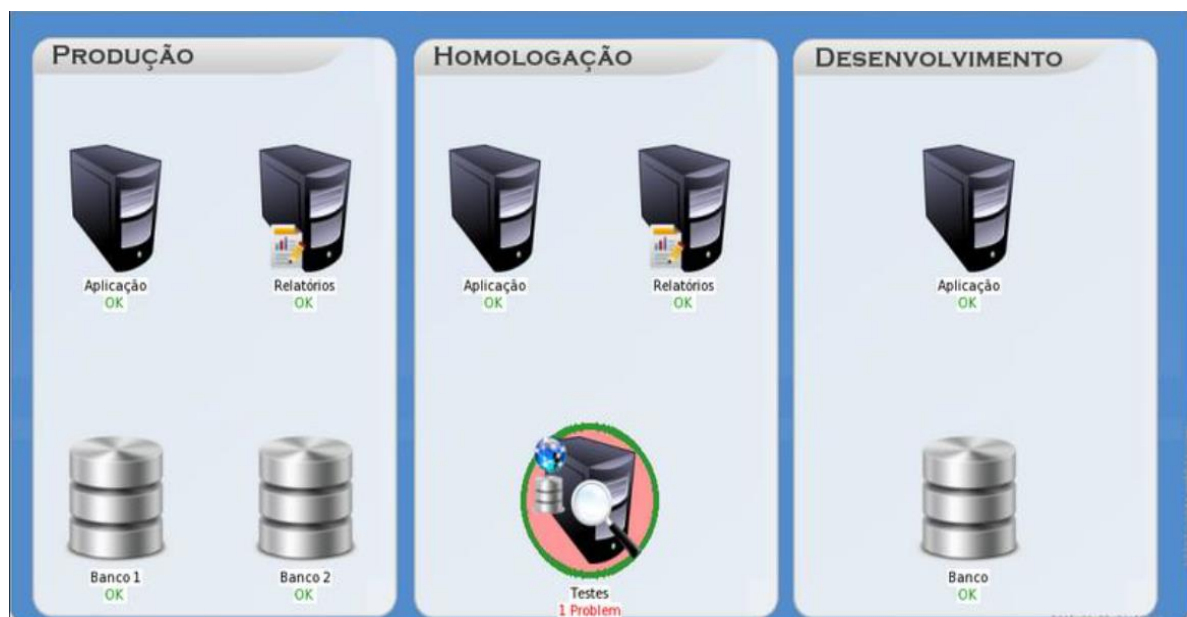 PRODUÇÃO
Aplicação
OK
Relatórios
OK
Banco 1
OK
Banco 2
OK
HOMOLOGAÇÃO
Aplicação
OK
Relatórios
OK
Testes
1 Problem
DESENVOLVIMENTO
Aplicação
OK
Banco
OK